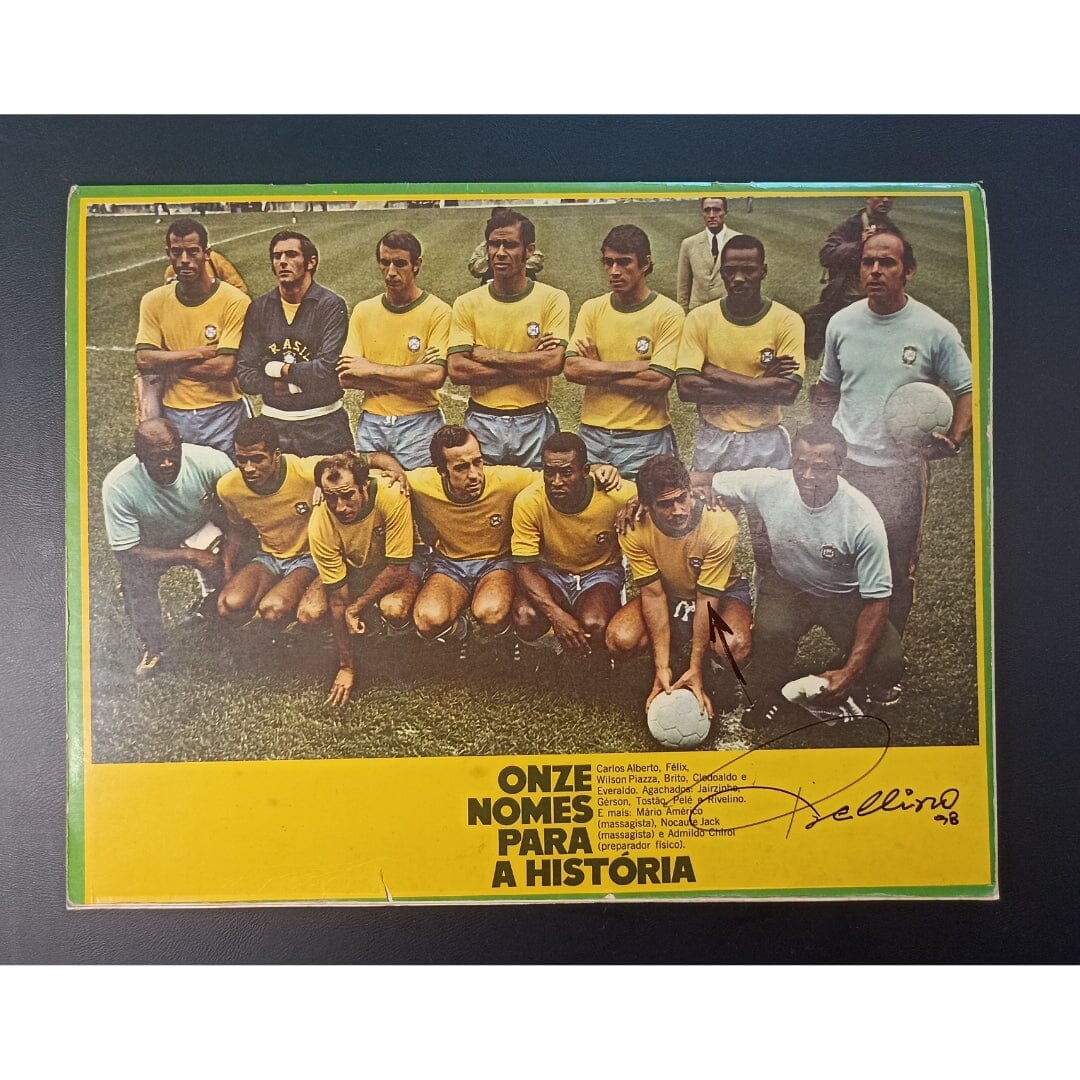 BRASIL
ONZE
NOMES
PARA
A HISTÓRIA
Carlos Alberto, Félix,
Wilson Piazza, Brito, Clodoaldo e
Everaldo. Agachados: Jairzinho,
Gérson, Tostão, Pelé e Rivelino.
E mais: Mário Américo
(massagista), Nocaute Jack
(massagista) e Admildo Chirol
(preparador físico).
98